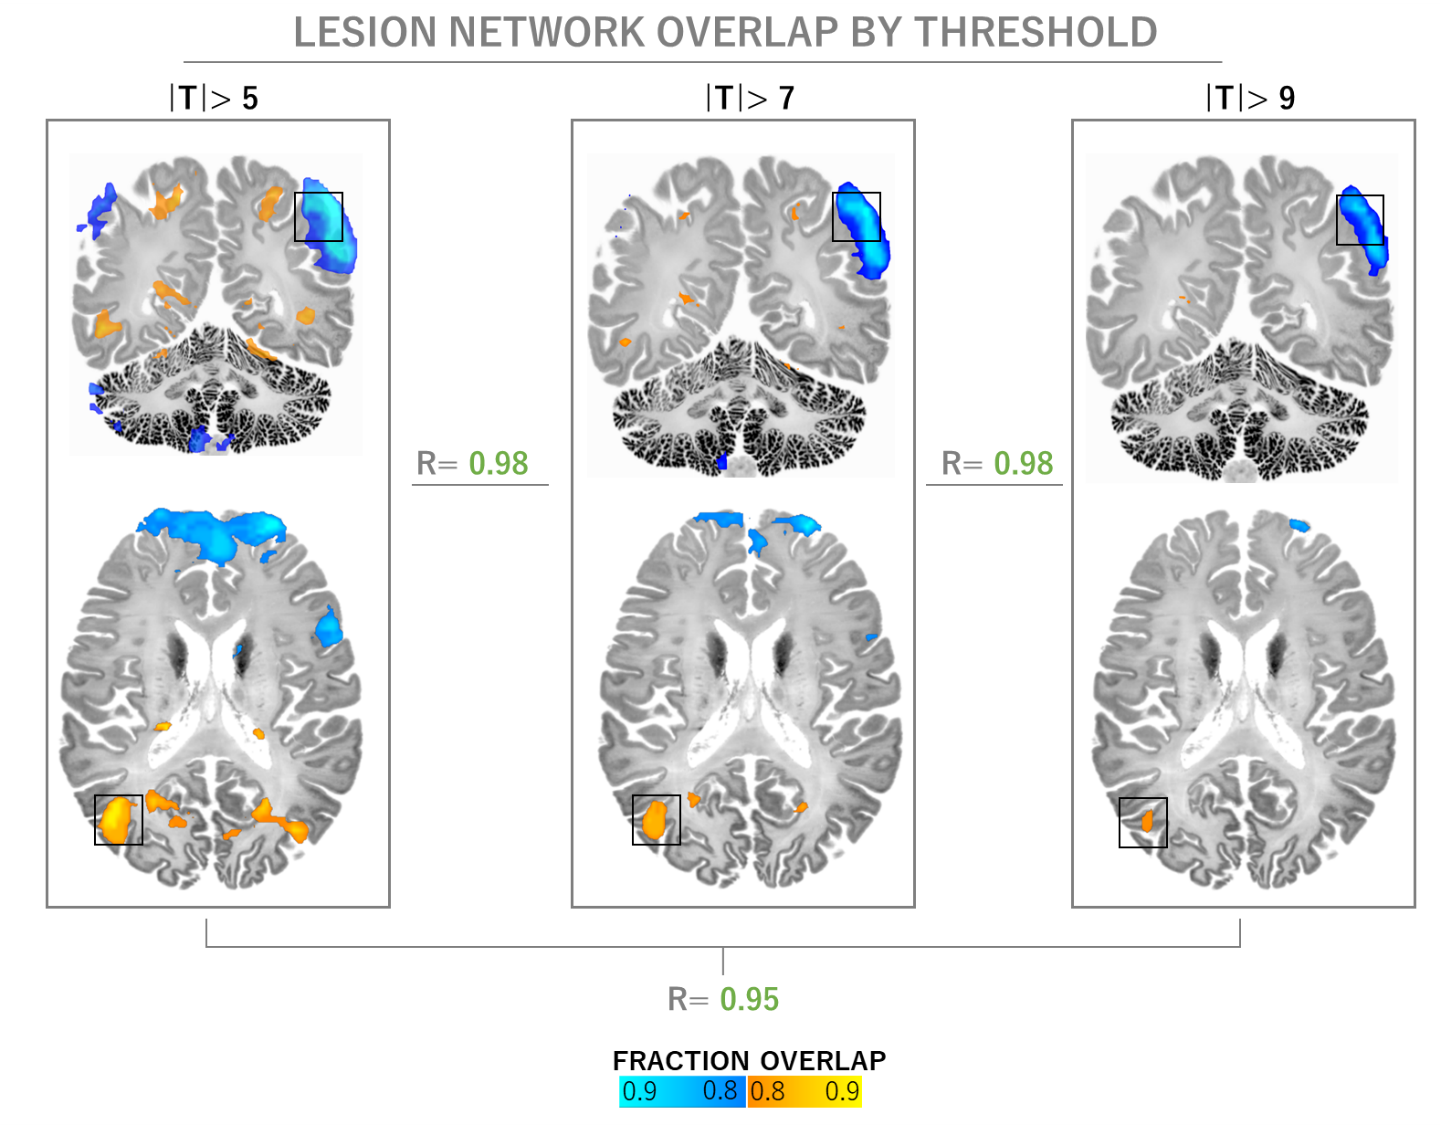 LESION NETWORK OVERLAP BY THRESHOLD
|T|> 5
|T|> 7
|T|> 9
R= 0.98
R= 0.98
R= 0.95
FRACTION OVERLAP
0.9 0.8 0.8 0.9